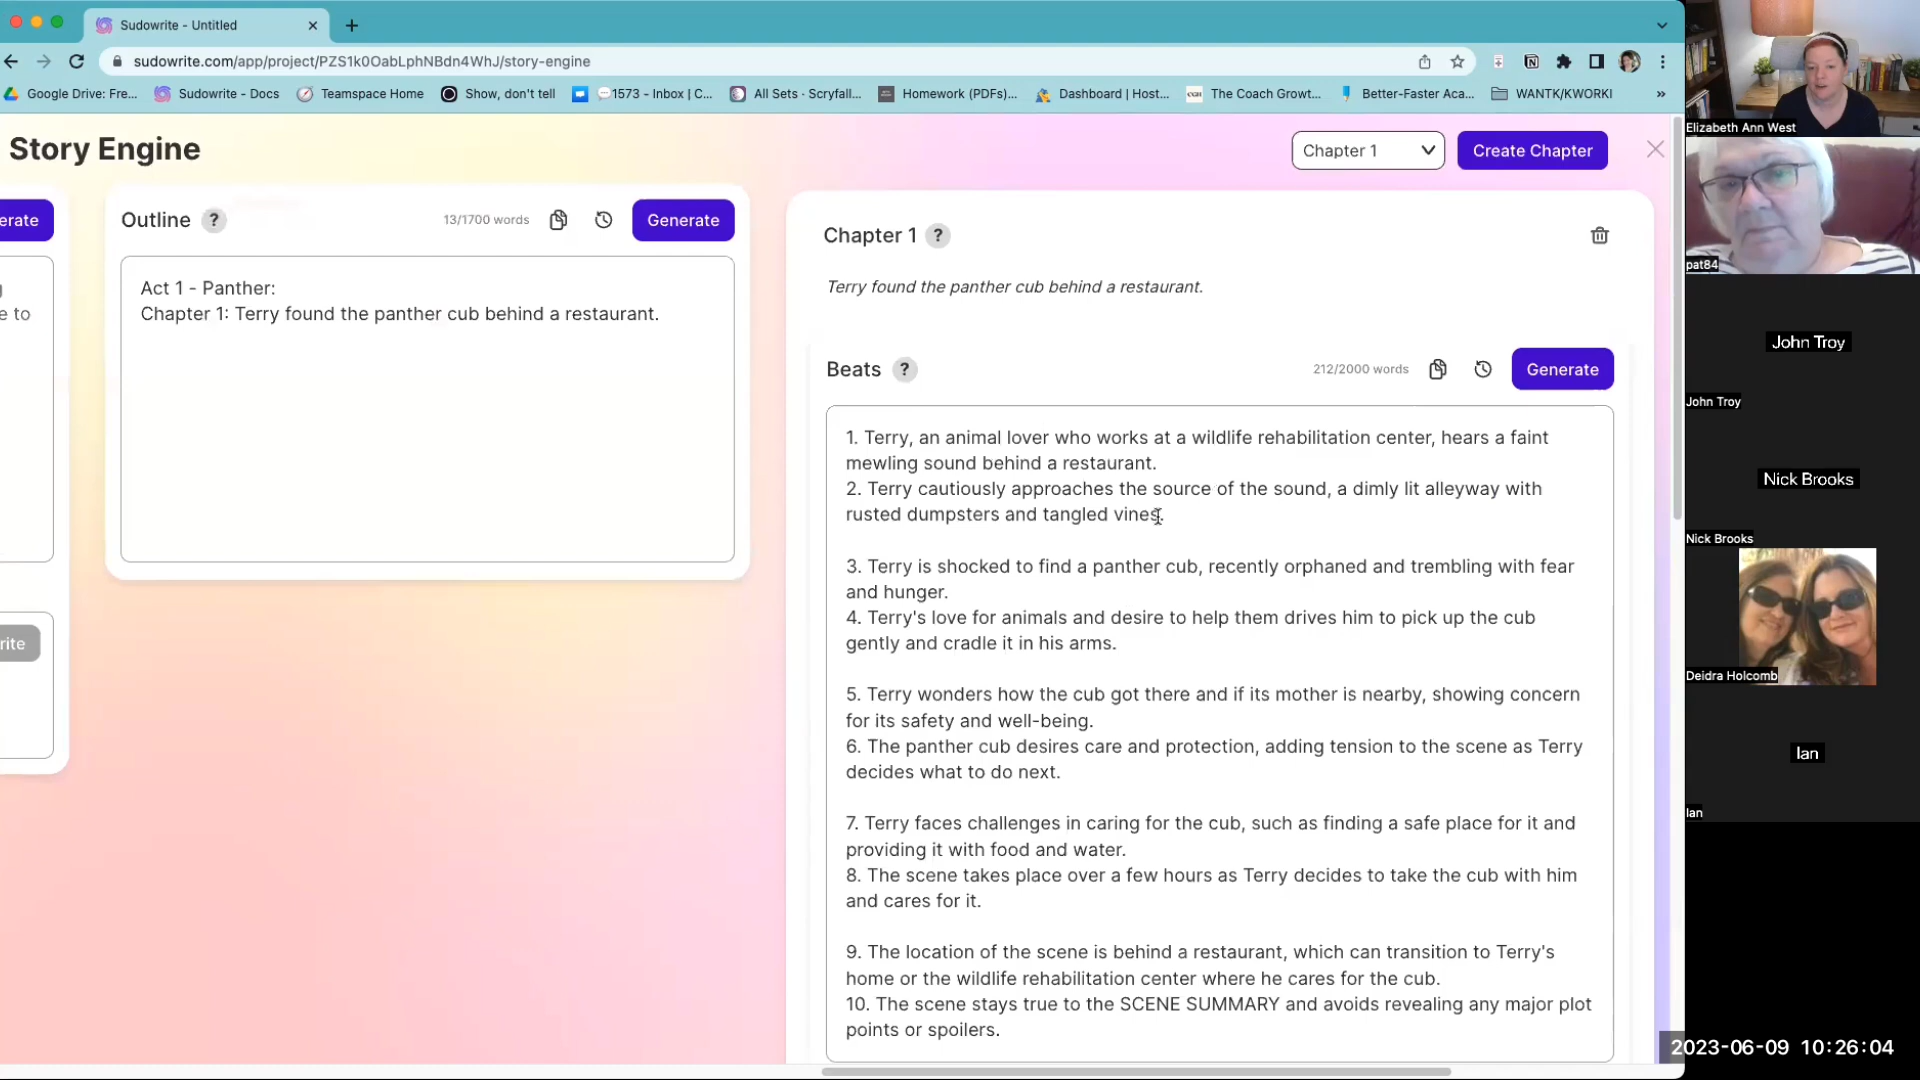 Sudowrite - Untitled
sudowrite.com/app/project/PZS1k0OabLphNBdn4WhJ/story-engine
Google Drive: Fre...
Sudowrite - Docs
Teamspace Home
Show, don't tell
1573 - Inbox | C...
All Sets - Scryfall...
Homework (PDFs)...
Dashboard | Host...
The Coach Growt...
Better-Faster Aca...
WANTK/KWORKI
»
Story Engine
Chapter 1
Create Chapter
erate
e to
rite
Outline ?
13/1700 words
Generate
Act 1 - Panther:
Chapter 1: Terry found the panther cub behind a restaurant.
Chapter 1 ?
Terry found the panther cub behind a restaurant.
Beats ?
212/2000 words
Generate
1. Terry, an animal lover who works at a wildlife rehabilitation center, hears a faint
mewling sound behind a restaurant.
2. Terry cautiously approaches the source of the sound, a dimly lit alleyway with
rusted dumpsters and tangled vines.
3. Terry is shocked to find a panther cub, recently orphaned and trembling with fear
and hunger.
4. Terry's love for animals and desire to help them drives him to pick up the cub
gently and cradle it in his arms.
5. Terry wonders how the cub got there and if its mother is nearby, showing concern
for its safety and well-being.
6. The panther cub desires care and protection, adding tension to the scene as Terry
decides what to do next.
7. Terry faces challenges in caring for the cub, such as finding a safe place for it and
providing it with food and water.
8. The scene takes place over a few hours as Terry decides to take the cub with him
and cares for it.
9. The location of the scene is behind a restaurant, which can transition to Terry's
home or the wildlife rehabilitation center where he cares for the cub.
10. The scene stays true to the SCENE SUMMARY and avoids revealing any major plot
points or spoilers.
Elizabeth Ann West
pat84
John Troy
John Troy
Nick Brooks
Nick Brooks
Deidra Holcomb
Ian
Ian
2023-06-09 10:26:04